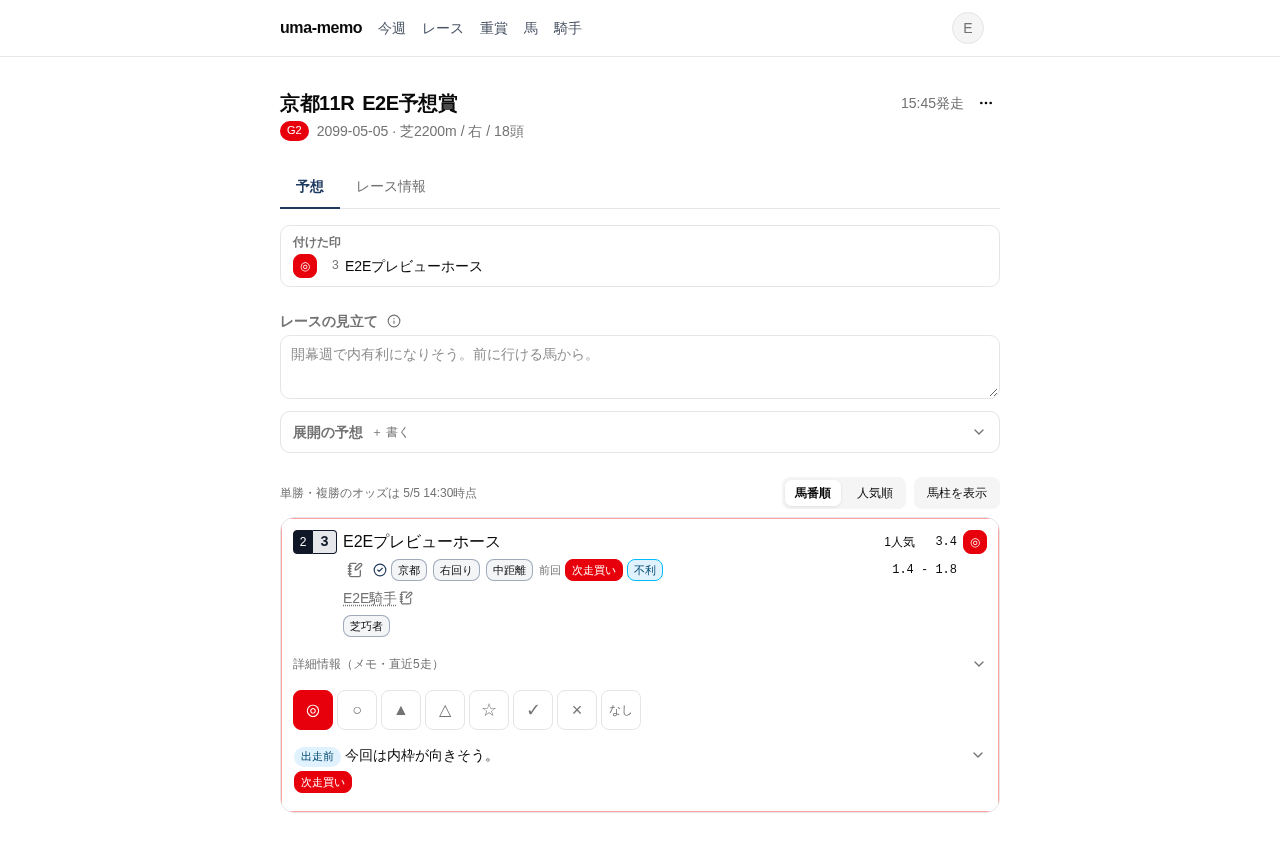 uma-memo 今週 レース 重賞 馬 騎手 E
京都11R E2E予想賞 15:45発走 ···
G2 2099-05-05 · 芝2200m / 右 / 18頭
予想 レース情報
付けた印
◎ 3 E2Eプレビューホース
レースの見立て
開幕週で内有利になりそう。前に行ける馬から。
展開の予想 + 書く
単勝・複勝のオッズは 5/5 14:30時点 馬番順 人気順 馬柱を表示
2 3 E2Eプレビューホース 1人気 3.4 ◎
京都 右回り 中距離 前回 次走買い 不利 1.4 - 1.8
E2E騎手
芝巧者
詳細情報（メモ・直近5走）
◎ ○ ▲ △ ☆ ✓ × なし
出走前 今回は内枠が向きそう。
次走買い